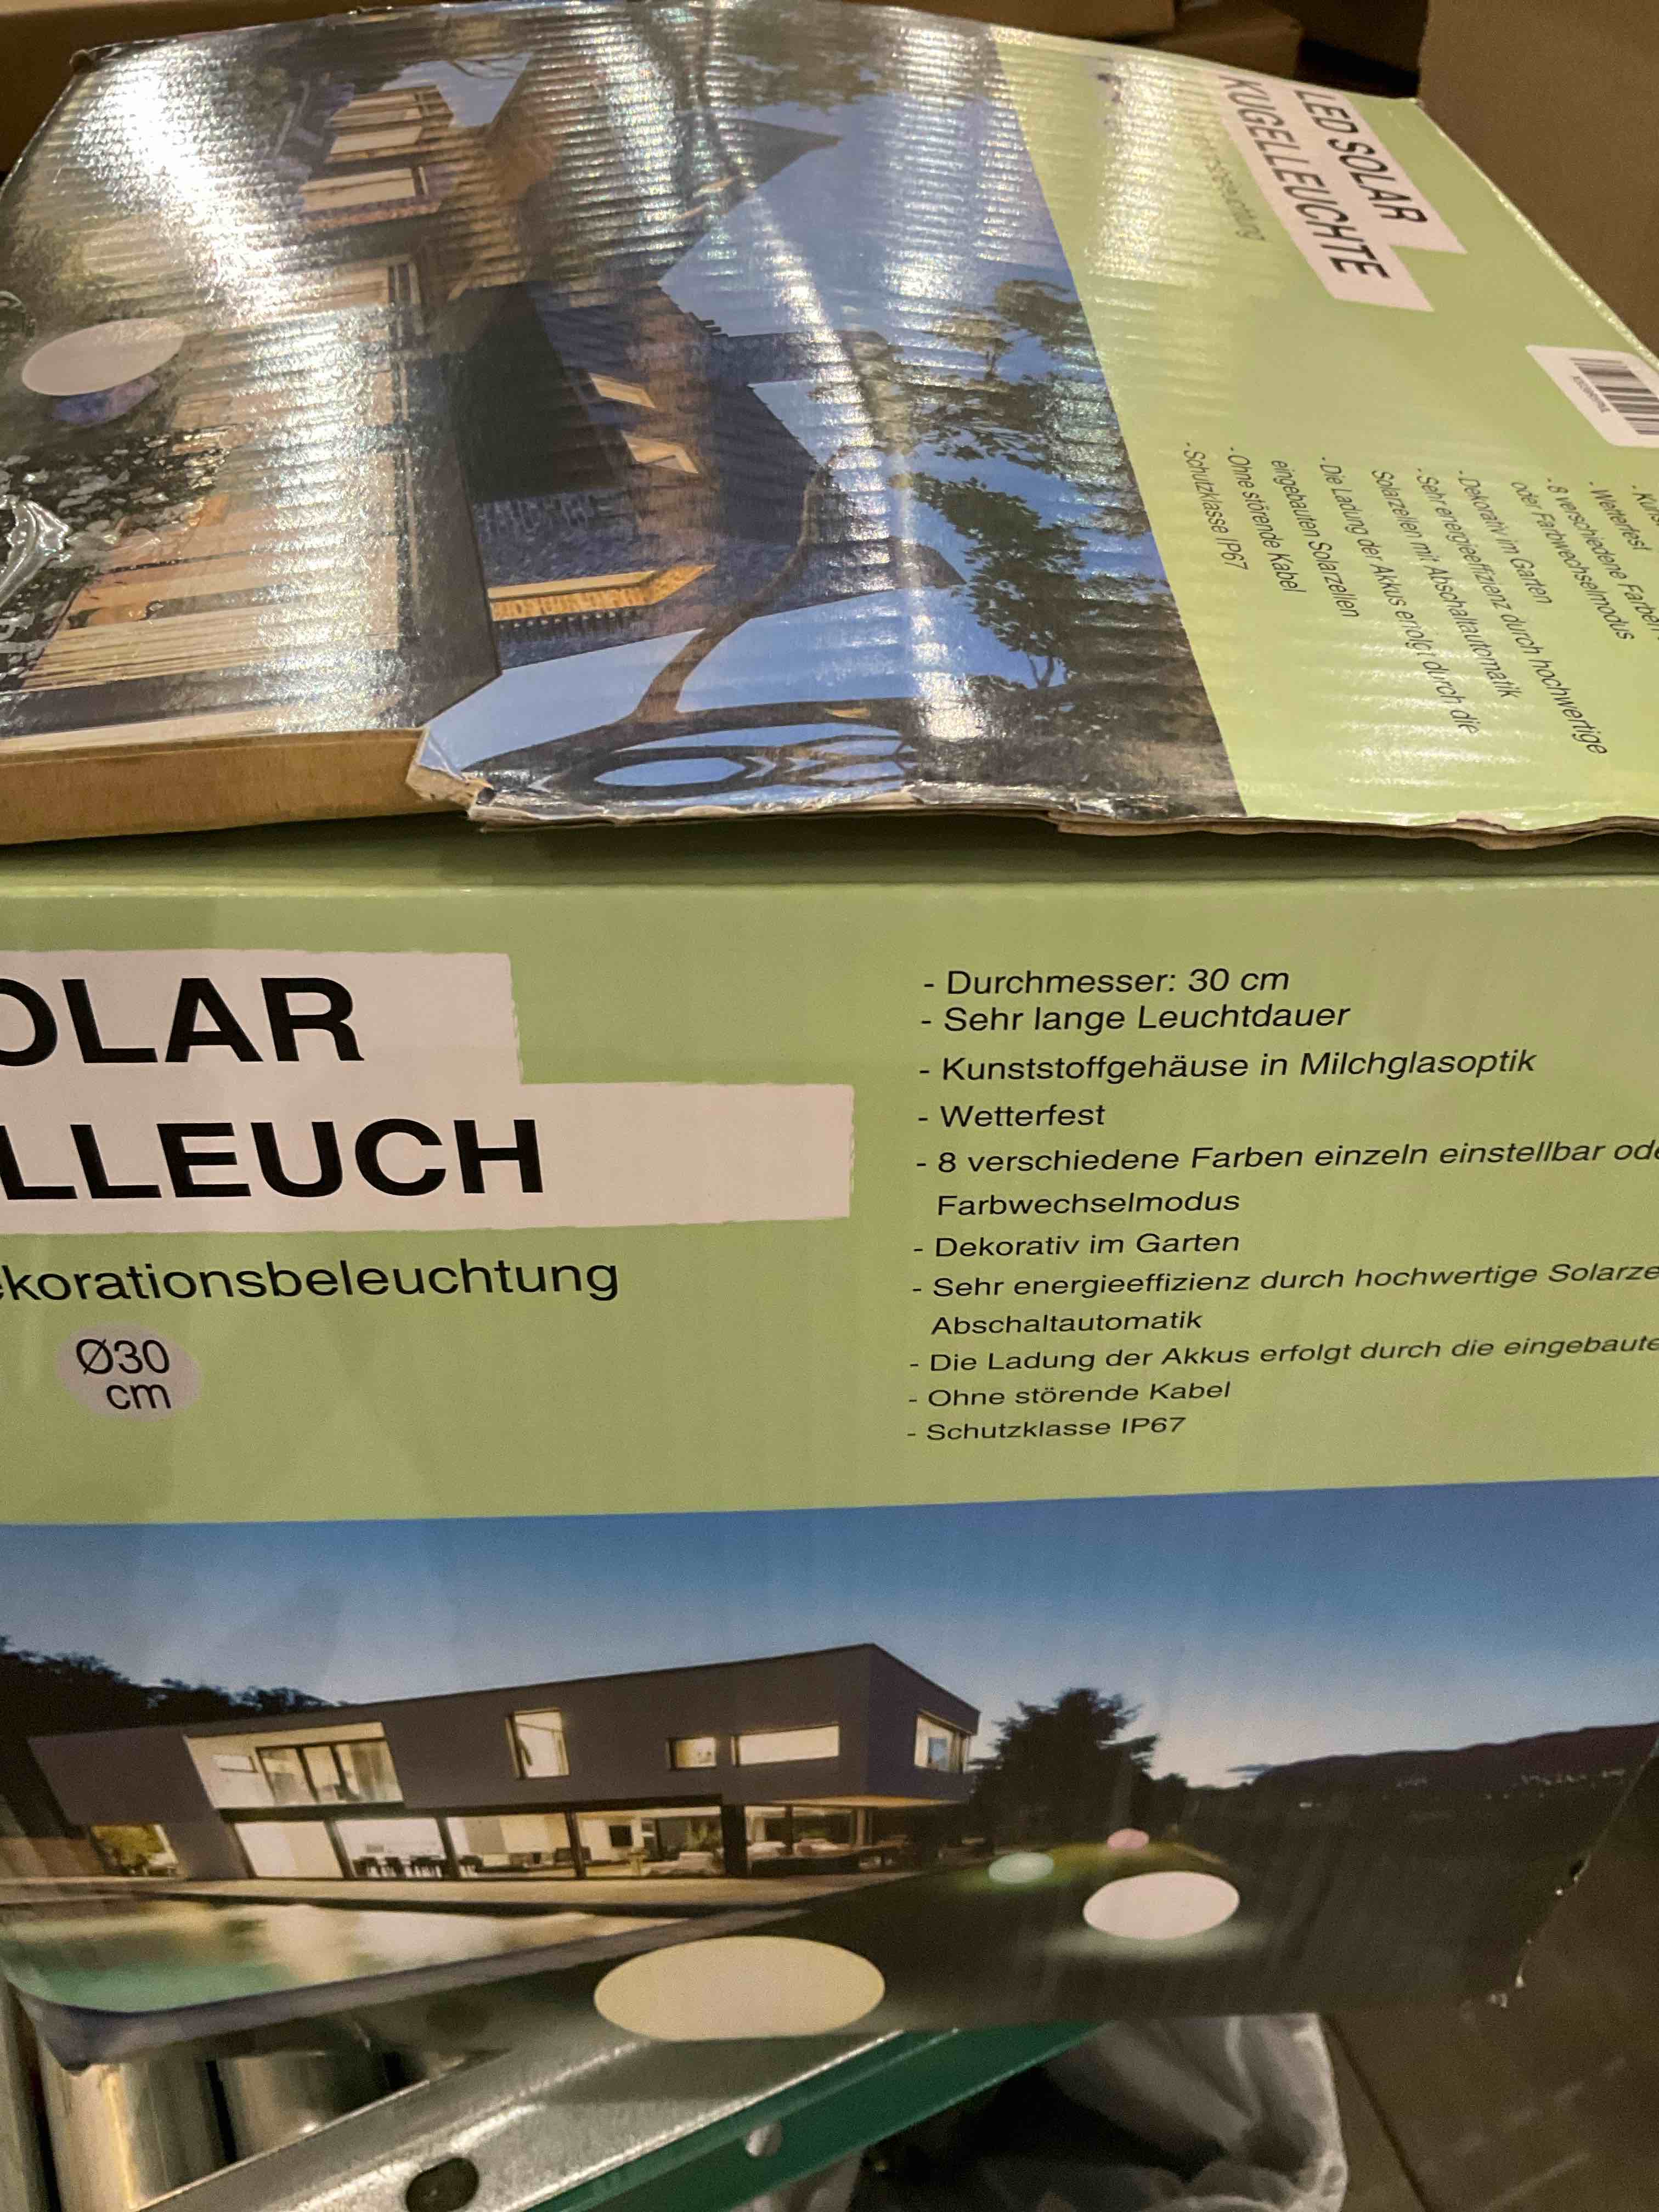 LED SOLAR
KUGELLEUCHTE
- Wetterfest
- 8 verschiedene Farben
oder Farbwechselmodus
- Dekorativ im Garten
- Sehr energieeffizienz durch hochwertige
Solarzellen mit Abschaltautomatik
- Die Ladung der Akkus erfolgt durch die
eingebauten Solarzellen
- Ohne störende Kabel
- Schutzklasse IP67
OLAR
LLEUCH
ekorationsbeleuchtung
Ø30
cm
- Durchmesser: 30 cm
- Sehr lange Leuchtdauer
- Kunststoffgehäuse in Milchglasoptik
- Wetterfest
- 8 verschiedene Farben einzeln einstellbar ode
Farbwechselmodus
- Dekorativ im Garten
- Sehr energieeffizienz durch hochwertige Solarze
Abschaltautomatik
- Die Ladung der Akkus erfolgt durch die eingebaute
- Ohne störende Kabel
- Schutzklasse IP67